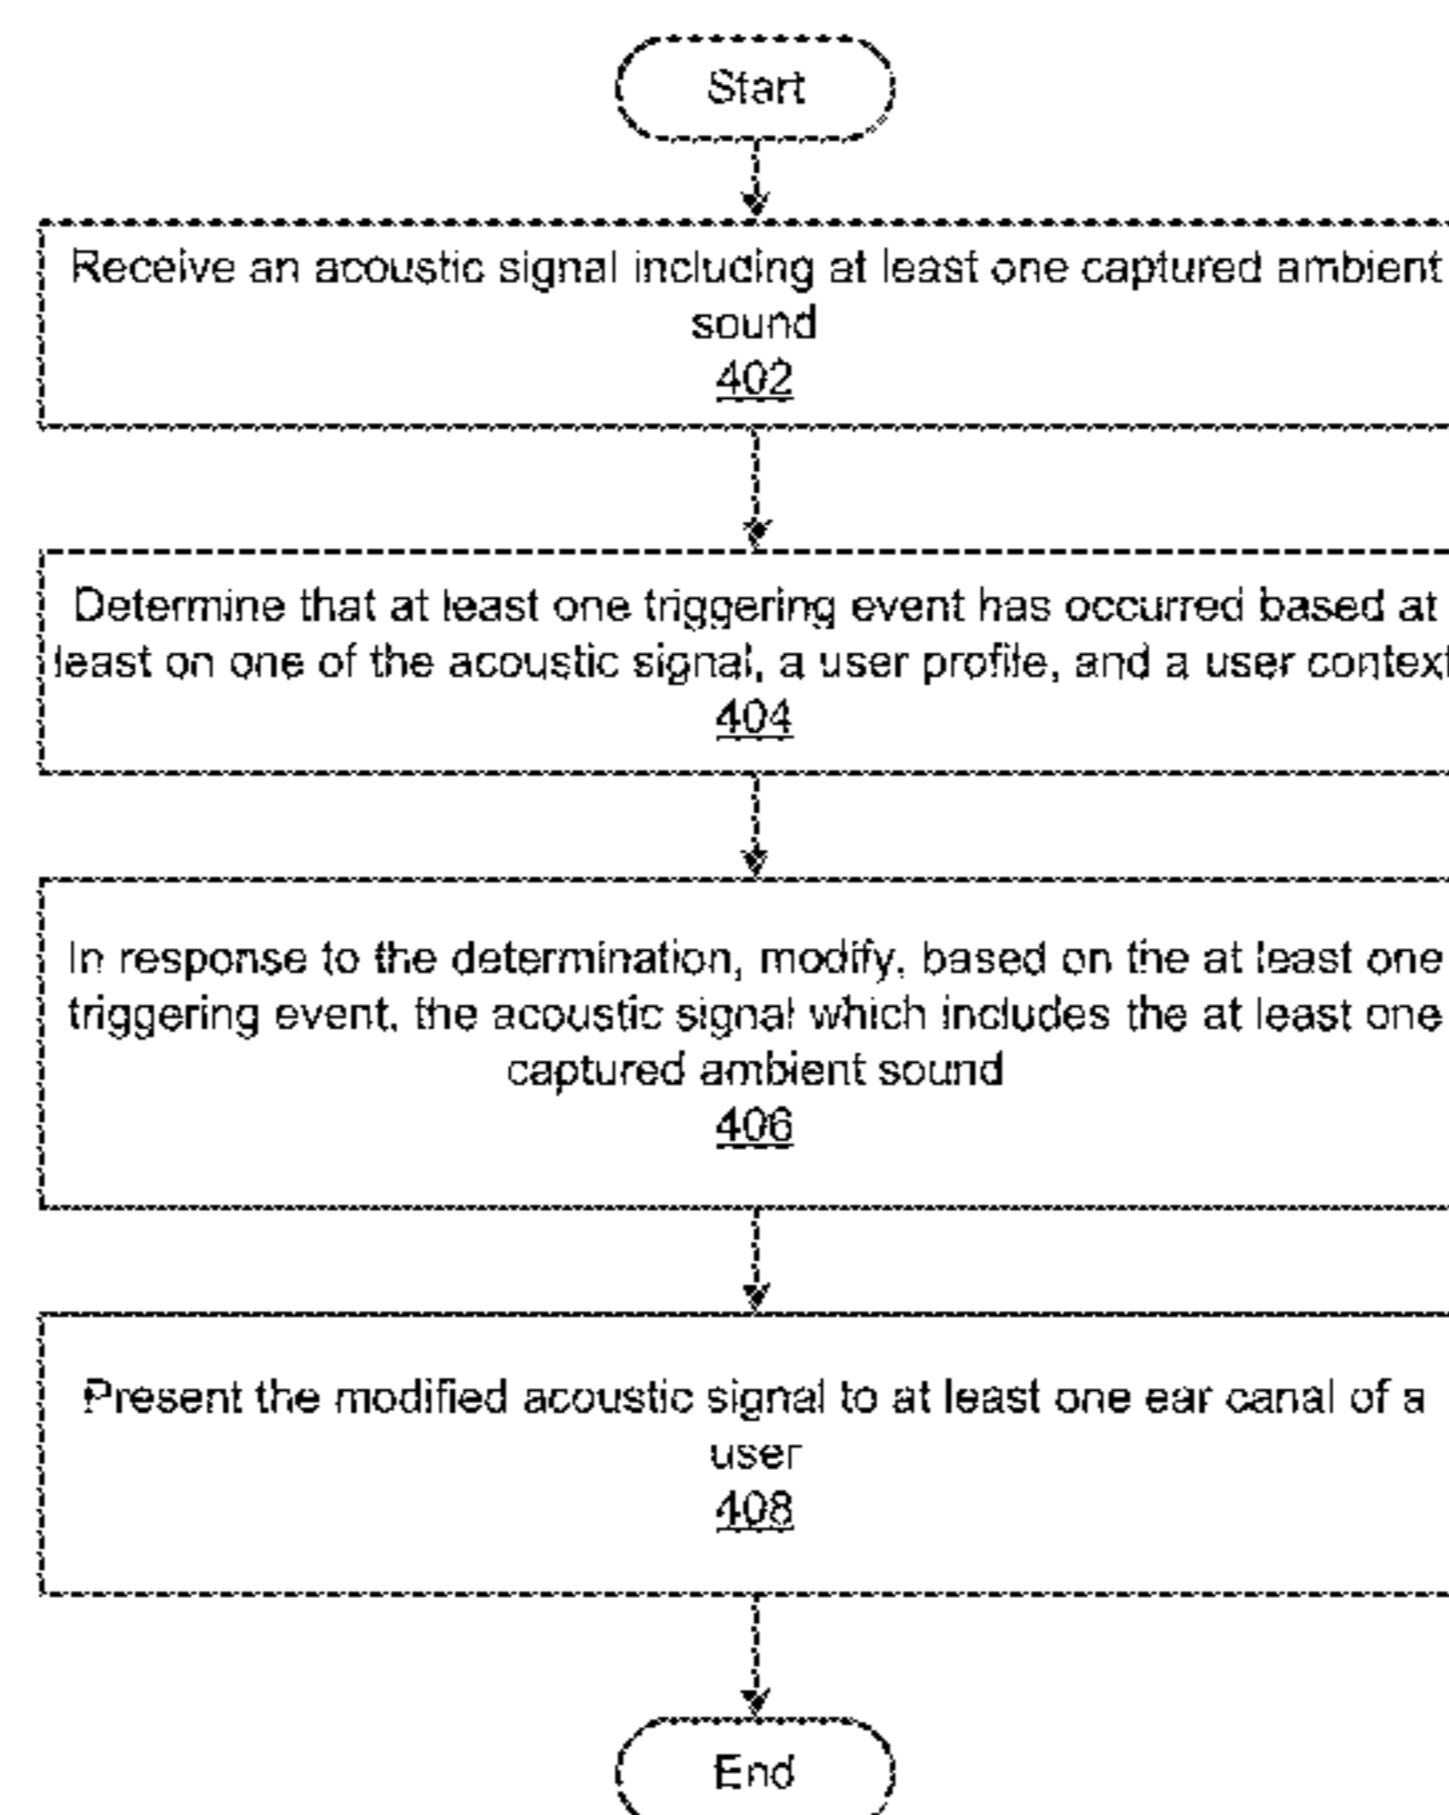 Start
Receive an acoustic signal including at least one captured ambient
sound
402
Determine that at least one triggering event has occurred based at
least on one of the acoustic signal, a user profile, and a user context
404
In response to the determination, modify, based on the at least one
triggering event, the acoustic signal which includes the at least one
captured ambient sound
406
Present the modified acoustic signal to at least one ear canal of a
user
408
End